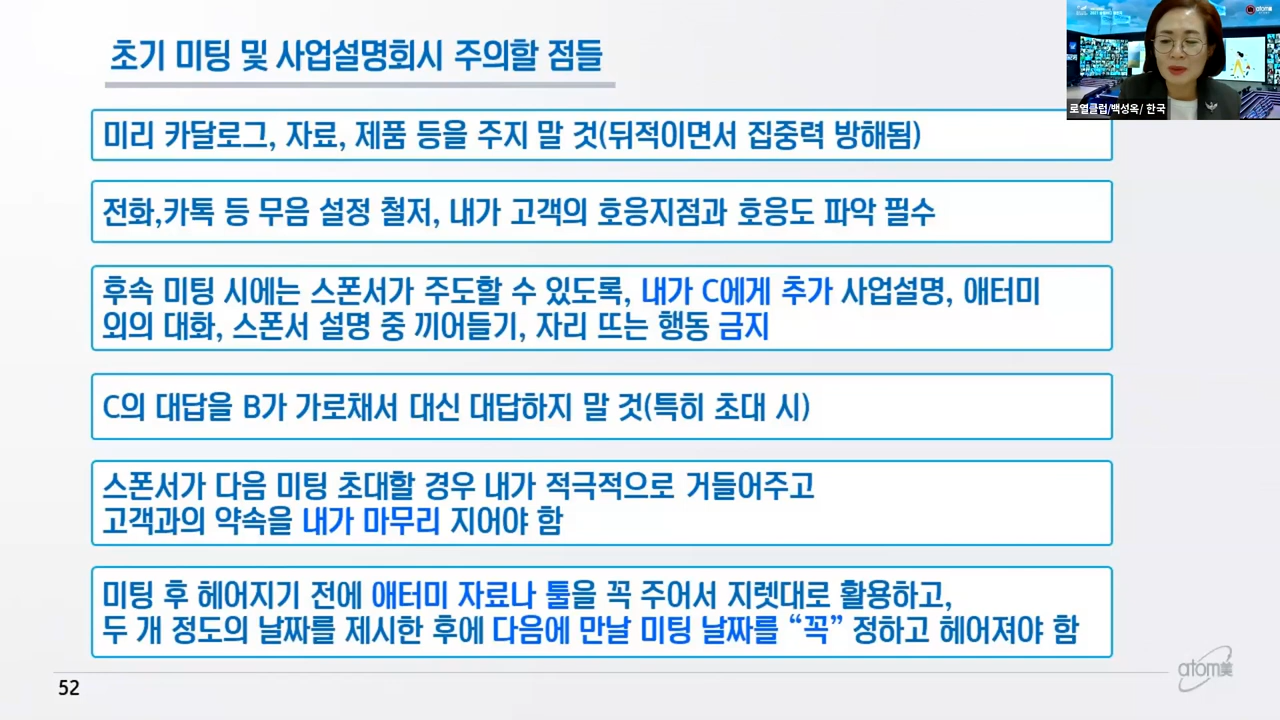 초기 미팅 및 사업설명회시 주의할 점들
atom美
로열클럽/백성옥/ 한국
미리 카달로그, 자료, 제품 등을 주지 말 것(뒤적이면서 집중력 방해됨)
전화,카톡 등 무음 설정 철저, 내가 고객의 호응지점과 호응도 파악 필수
후속 미팅 시에는 스폰서가 주도할 수 있도록, 내가 C에게 추가 사업설명, 애터미
외의 대화, 스폰서 설명 중 끼어들기, 자리 뜨는 행동 금지
C의 대답을 B가 가로채서 대신 대답하지 말 것(특히 초대 시)
스폰서가 다음 미팅 초대할 경우 내가 적극적으로 거들어주고
고객과의 약속을 내가 마무리 지어야 함
미팅 후 헤어지기 전에 애터미 자료나 툴을 꼭 주어서 지렛대로 활용하고,
두 개 정도의 날짜를 제시한 후에 다음에 만날 미팅 날짜를 “꼭” 정하고 헤어져야 함
52
atom美